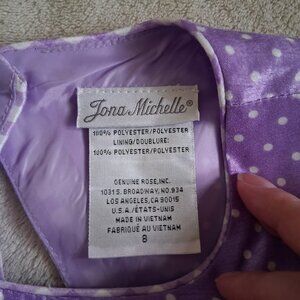 Jona Michelle®
100% POLYESTER/POLYESTER
LINING/DOUBLURE:
100% POLYESTER/POLYESTER
GENUINE ROSE, INC.
1031 S. BROADWAY, NO.934
LOS ANGELES, CA 90015
U.S.A./ÉTATS-UNIS
MADE IN VIETNAM
FABRIQUÉ AU VIETNAM
8